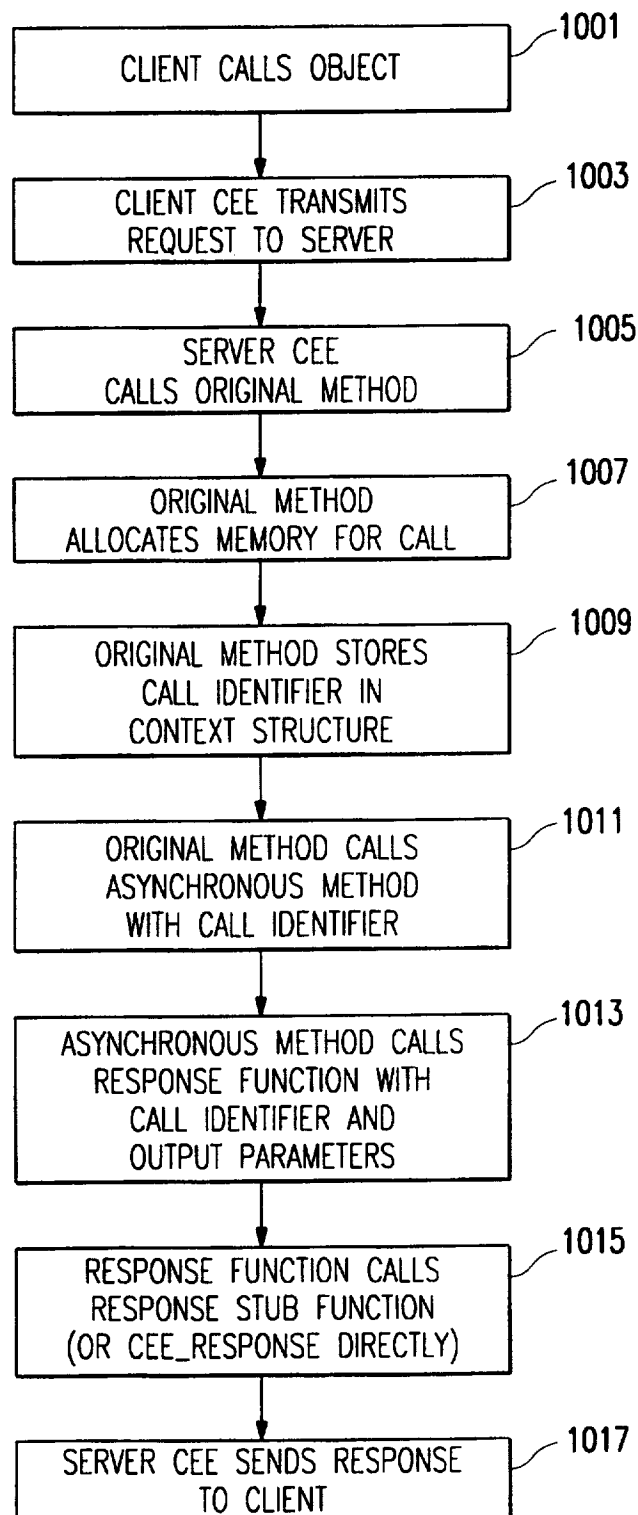 1001
CLIENT CALLS OBJECT
1003
CLIENT CEE TRANSMITS
REQUEST TO SERVER
1005
SERVER CEE
CALLS ORIGINAL METHOD
1007
ORIGINAL METHOD
ALLOCATES MEMORY FOR CALL
1009
ORIGINAL METHOD STORES
CALL IDENTIFIER IN
CONTEXT STRUCTURE
1011
ORIGINAL METHOD CALLS
ASYNCHRONOUS METHOD
WITH CALL IDENTIFIER
1013
ASYNCHRONOUS METHOD CALLS
RESPONSE FUNCTION WITH
CALL IDENTIFIER AND
OUTPUT PARAMETERS
1015
RESPONSE FUNCTION CALLS
RESPONSE STUB FUNCTION
(OR CEE_RESPONSE DIRECTLY)
1017
SERVER CEE SENDS RESPONSE
TO CLIENT